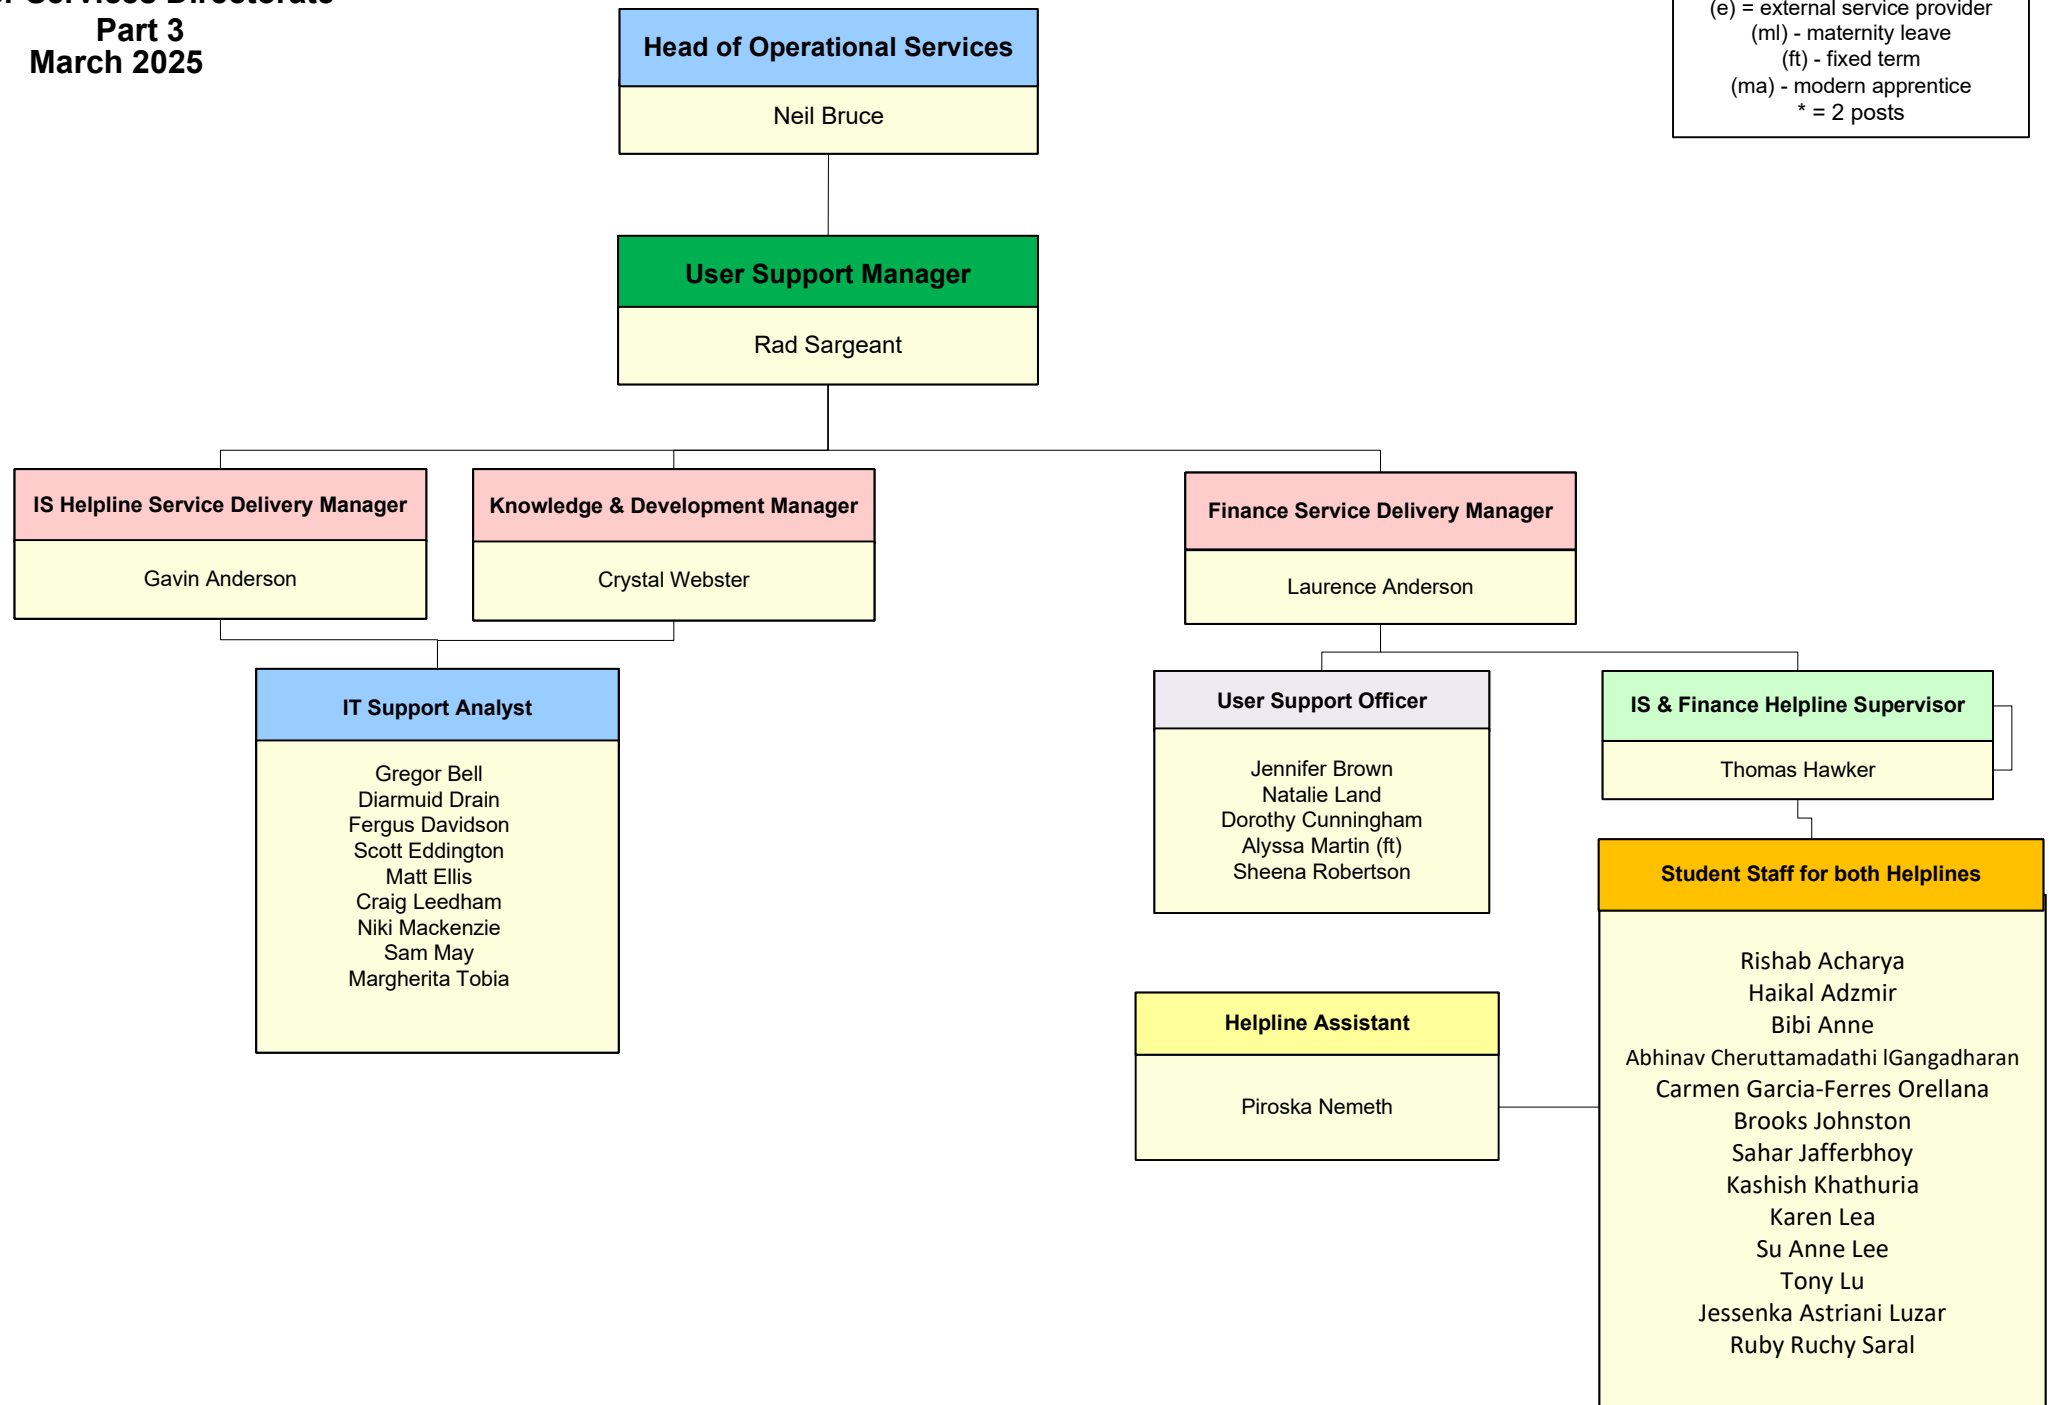 Services Directorate
Part 3
March 2025
(e) = external service provider
(ml) - maternity leave
(ft) - fixed term
(ma) - modern apprentice
* = 2 posts
Head of Operational Services
Neil Bruce
User Support Manager
Rad Sargeant
IS Helpline Service Delivery Manager
Gavin Anderson
Knowledge & Development Manager
Crystal Webster
Finance Service Delivery Manager
Laurence Anderson
IT Support Analyst
Gregor Bell
Diarmuid Drain
Fergus Davidson
Scott Eddington
Matt Ellis
Craig Leedham
Niki Mackenzie
Sam May
Margherita Tobia
User Support Officer
Jennifer Brown
Natalie Land
Dorothy Cunningham
Alyssa Martin (ft)
Sheena Robertson
IS & Finance Helpline Supervisor
Thomas Hawker
Helpline Assistant
Piroska Nemeth
Student Staff for both Helplines
Rishab Acharya
Haikal Adzmir
Bibi Anne
Abhinav Cheruttamadathi lGangadharan
Carmen Garcia-Ferres Orellana
Brooks Johnston
Sahar Jafferbhoy
Kashish Khathuria
Karen Lea
Su Anne Lee
Tony Lu
Jessenka Astriani Luzar
Ruby Ruchy Saral